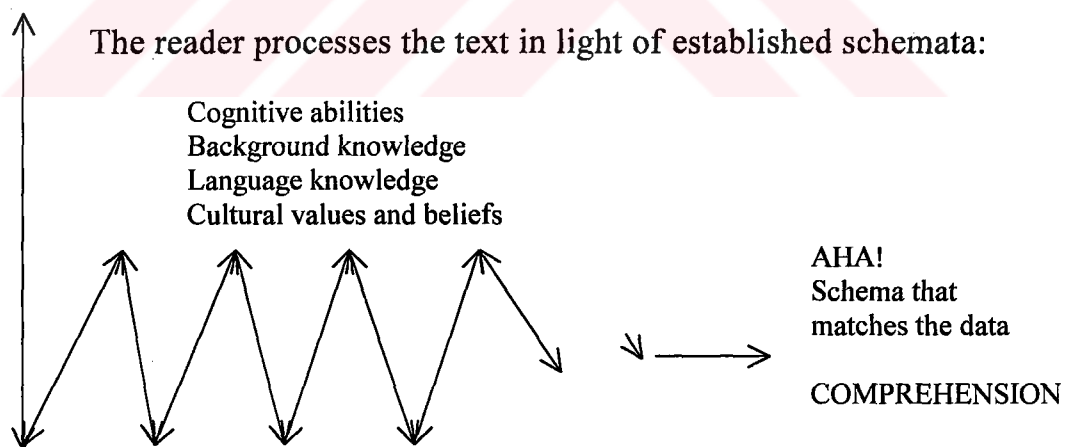 The reader processes the text in light of established schemata:
Cognitive abilities
Background knowledge
Language knowledge
Cultural values and beliefs
AHA!
Schema that
matches the data
COMPREHENSION